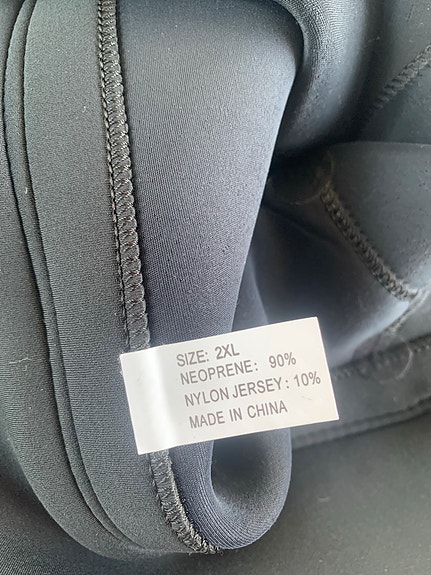 SIZE: 2XL
NEOPRENE: 90%
NYLON JERSEY: 10%
MADE IN CHINA